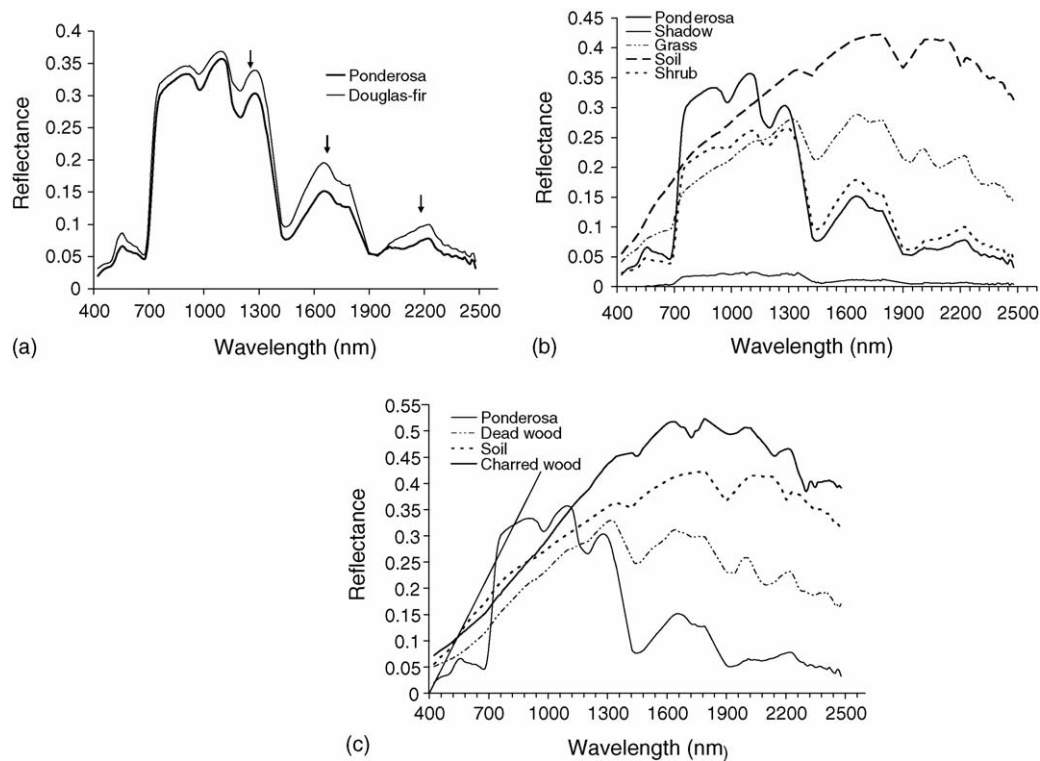 0.4
0.35
0.3
0.25
0.2
0.15
0.1
0.05
0
Reflectance
Ponderosa
Douglas-fir
400 700 1000 1300 1600 1900 2200 2500
Wavelength (nm)
(a)
0.45
0.4
0.35
0.3
0.25
0.2
0.15
0.1
0.05
0
Reflectance
Ponderosa
Shadow
Grass
Soil
Shrub
400 700 1000 1300 1600 1900 2200 2500
Wavelength (nm)
(b)
0.55
0.5
0.45
0.4
0.35
0.3
0.25
0.2
0.15
0.1
0.05
0
Reflectance
Ponderosa
Dead wood
Soil
Charred wood
400 700 1000 1300 1600 1900 2200 2500
Wavelength (nm)
(c)